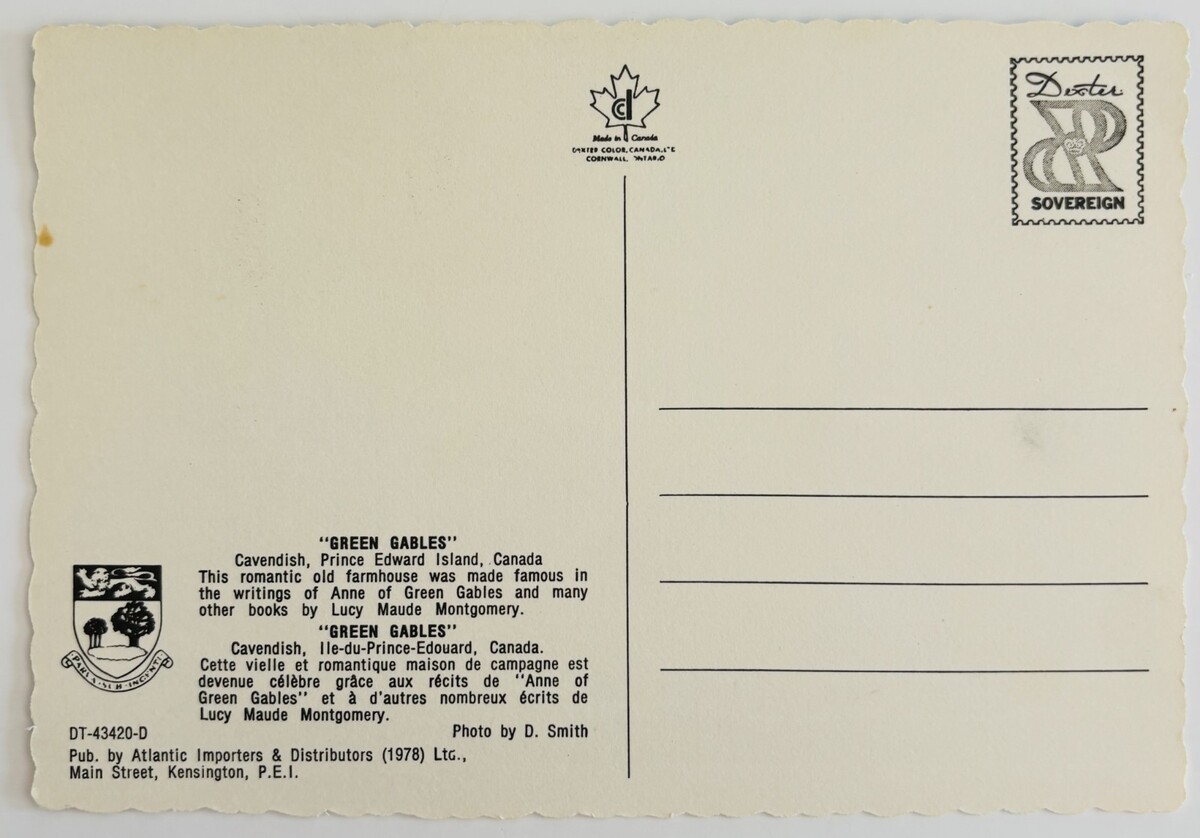 Made in Canada
DEXTER COLOR, CANADA, LTD
CORNWALL, ONTARIO
Dexter
SOVEREIGN
"GREEN GABLES"
Cavendish, Prince Edward Island, Canada
This romantic old farmhouse was made famous in
the writings of Anne of Green Gables and many
other books by Lucy Maude Montgomery.
"GREEN GABLES"
Cavendish, Ile-du-Prince-Edouard, Canada.
Cette vielle et romantique maison de campagne est
devenue célèbre grâce aux récits de "Anne of
Green Gables" et à d'autres nombreux écrits de
Lucy Maude Montgomery.
PARVA SUB INGENTI
DT-43420-D
Photo by D. Smith
Pub. by Atlantic Importers & Distributors (1978) Ltd.,
Main Street, Kensington, P.E.I.